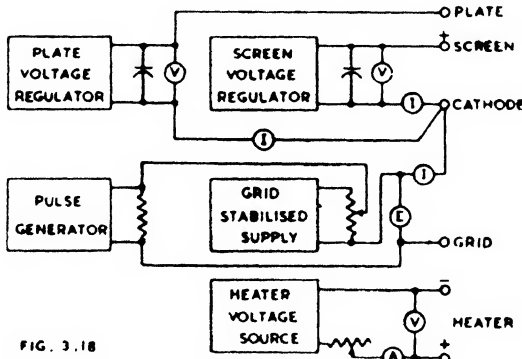 PLATE
PLATE
VOLTAGE
REGULATOR
V
SCREEN
VOLTAGE
REGULATOR
V
+
SCREEN
I
CATHODE
I
PULSE
GENERATOR
GRID
STABILISED
SUPPLY
I
E
GRID
HEATER
VOLTAGE
SOURCE
−
V
HEATER
+
A
FIG. 3.18